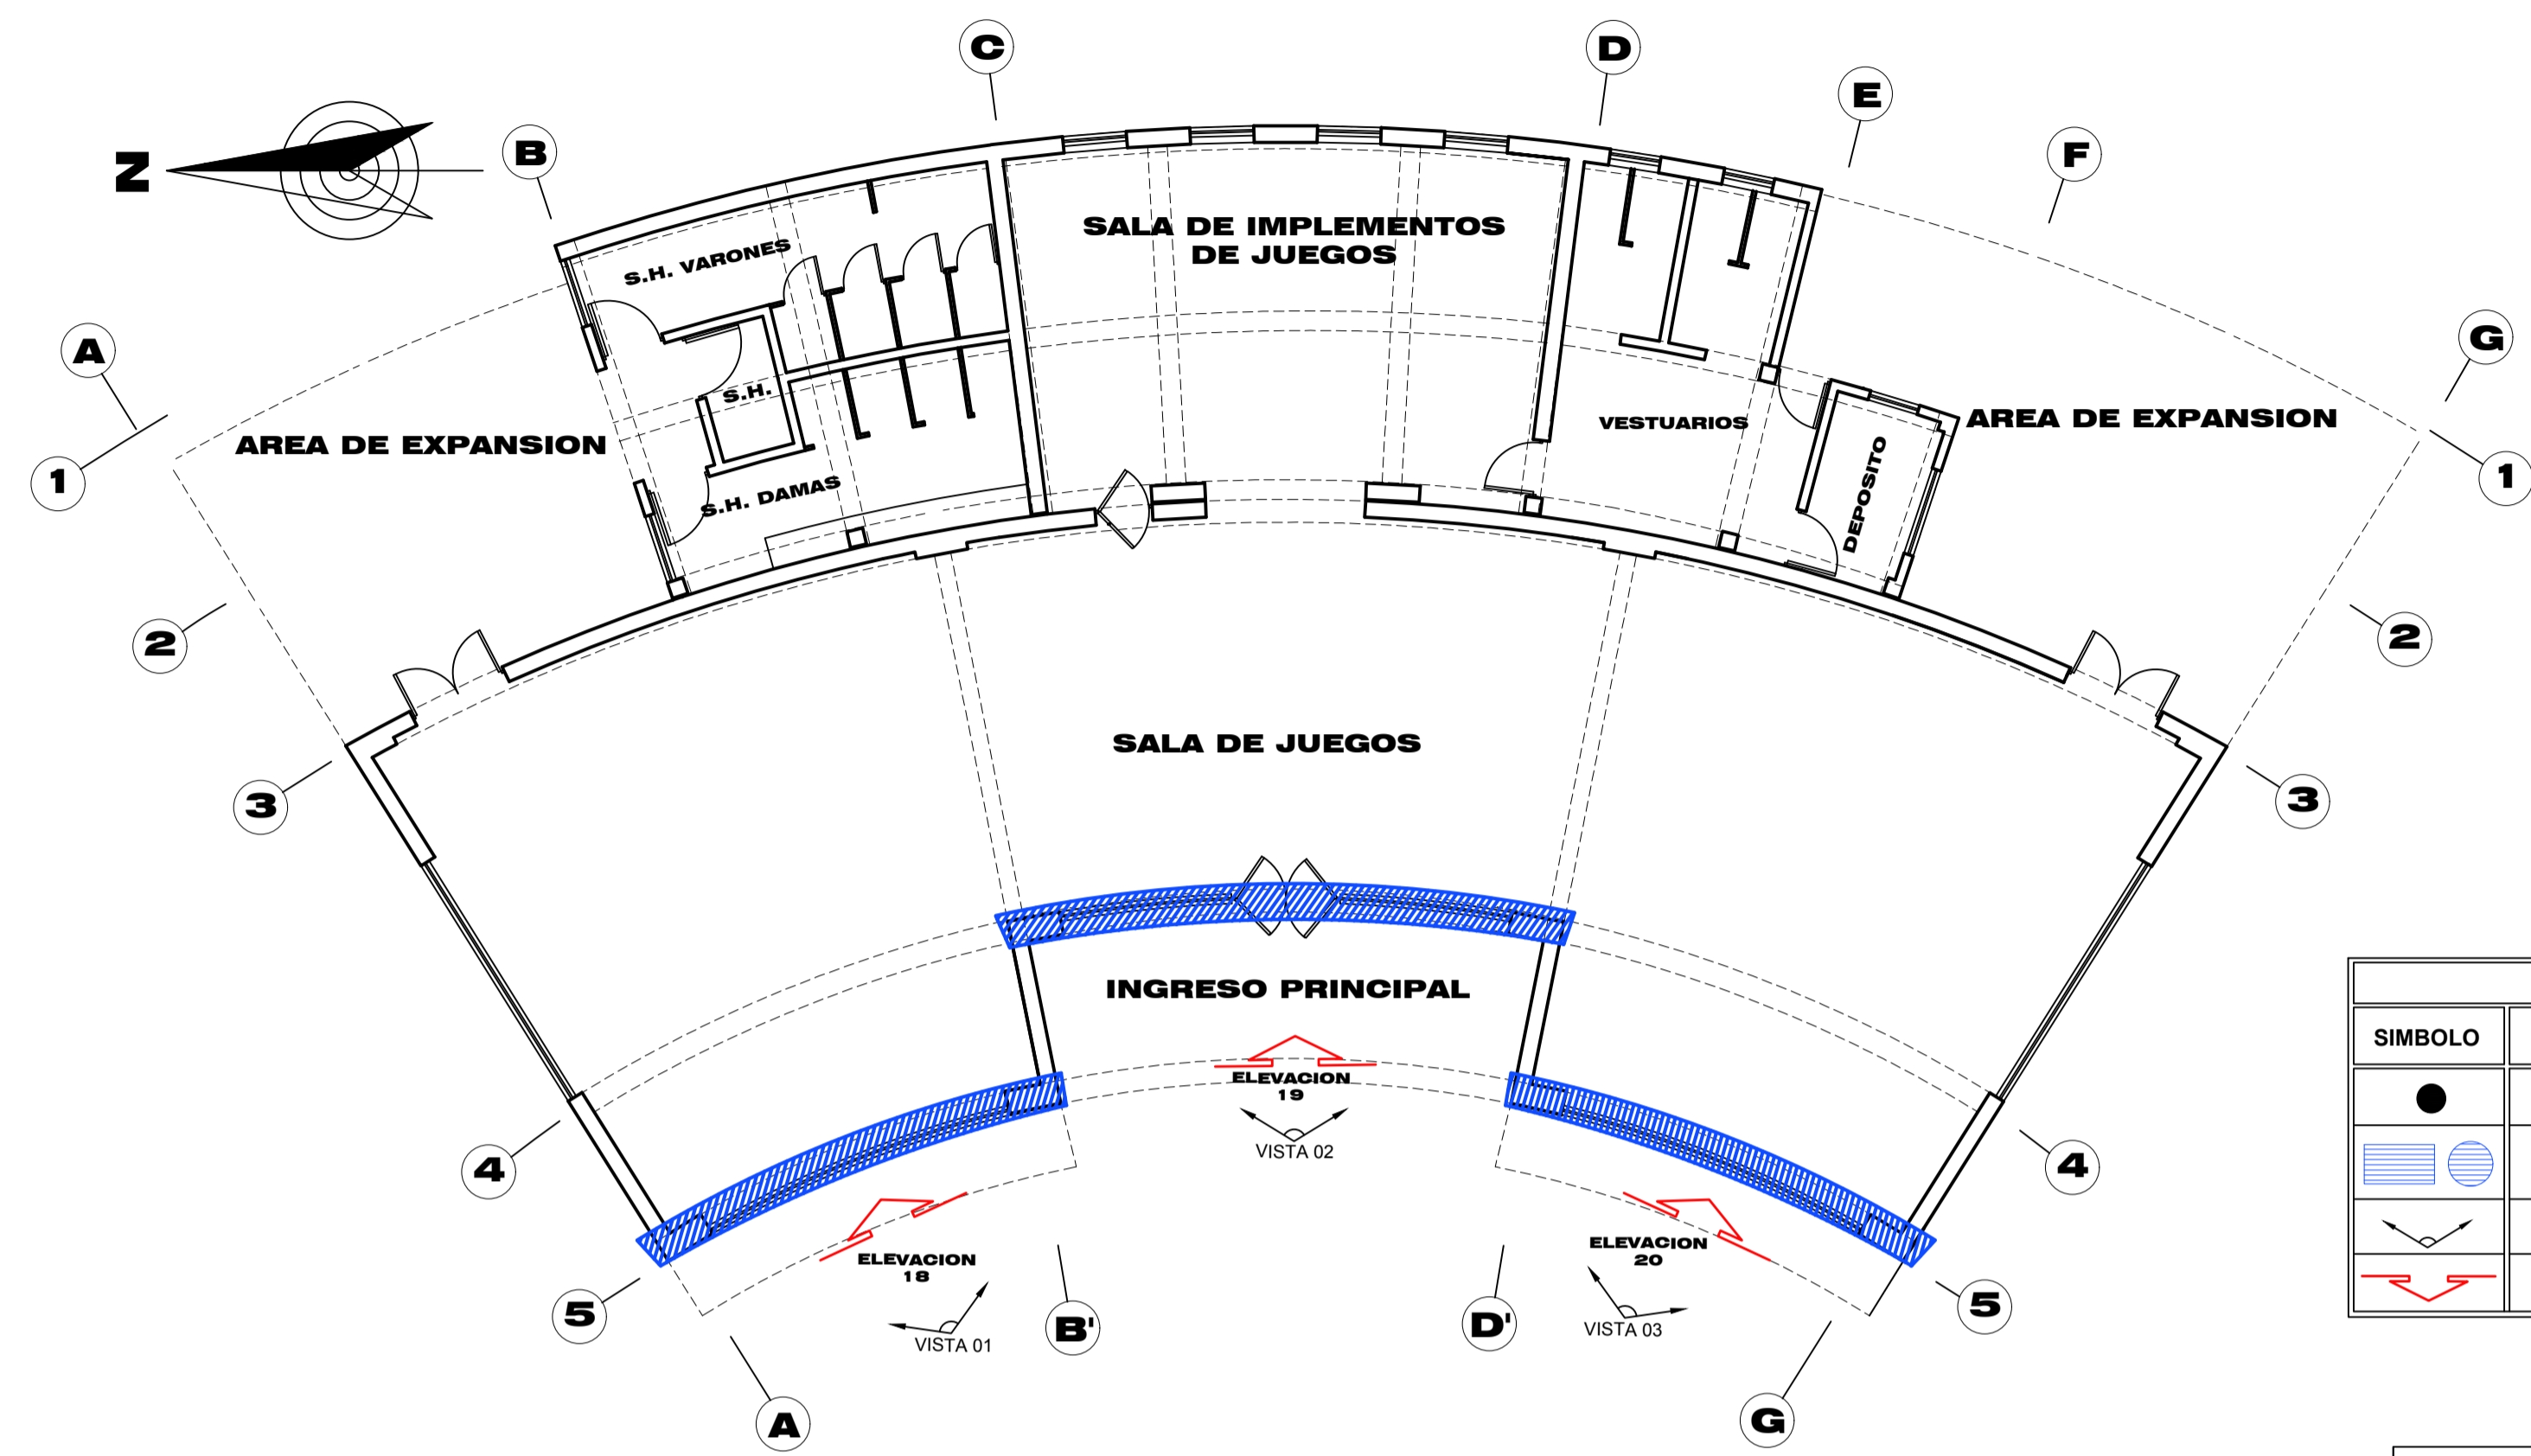 C
D
E
B
F
N
A
G
1
1
2
2
3
3
4
4
5
5
B'
D'
A
G
S.H. VARONES
SALA DE IMPLEMENTOS
DE JUEGOS
S.H.
VESTUARIOS
AREA DE EXPANSION
AREA DE EXPANSION
S.H. DAMAS
DEPOSITO
SALA DE JUEGOS
INGRESO PRINCIPAL
ELEVACION
19
VISTA 02
ELEVACION
18
VISTA 01
ELEVACION
20
VISTA 03
SIMBOLO